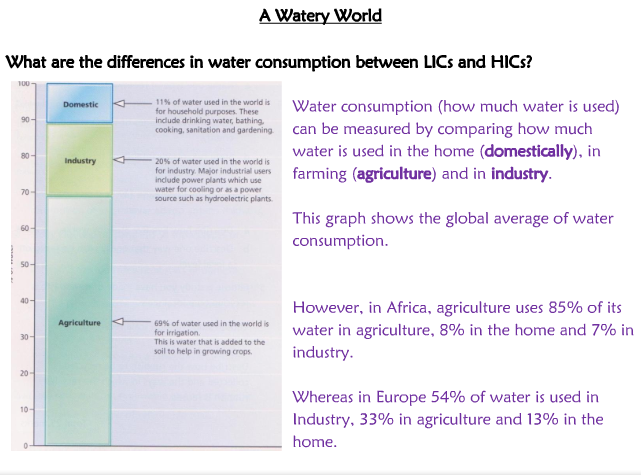 A Watery World
What are the differences in water consumption between LICs and HICs?
100
90
80
70
60
50
40
30
20
10
0
Domestic
11% of water used in the world is
for household purposes. These
include drinking water, bathing,
cooking, sanitation and gardening.
Industry
20% of water used in the world is
for industry. Major industrial users
include power plants which use
water for cooling or as a power
source such as hydroelectric plants.
Agriculture
69% of water used in the world is
for irrigation.
This is water that is added to the
soil to help in growing crops.
Water consumption (how much water is used)
can be measured by comparing how much
water is used in the home (domestically), in
farming (agriculture) and in industry.
This graph shows the global average of water
consumption.
However, in Africa, agriculture uses 85% of its
water in agriculture, 8% in the home and 7% in
industry.
Whereas in Europe 54% of water is used in
Industry, 33% in agriculture and 13% in the
home.